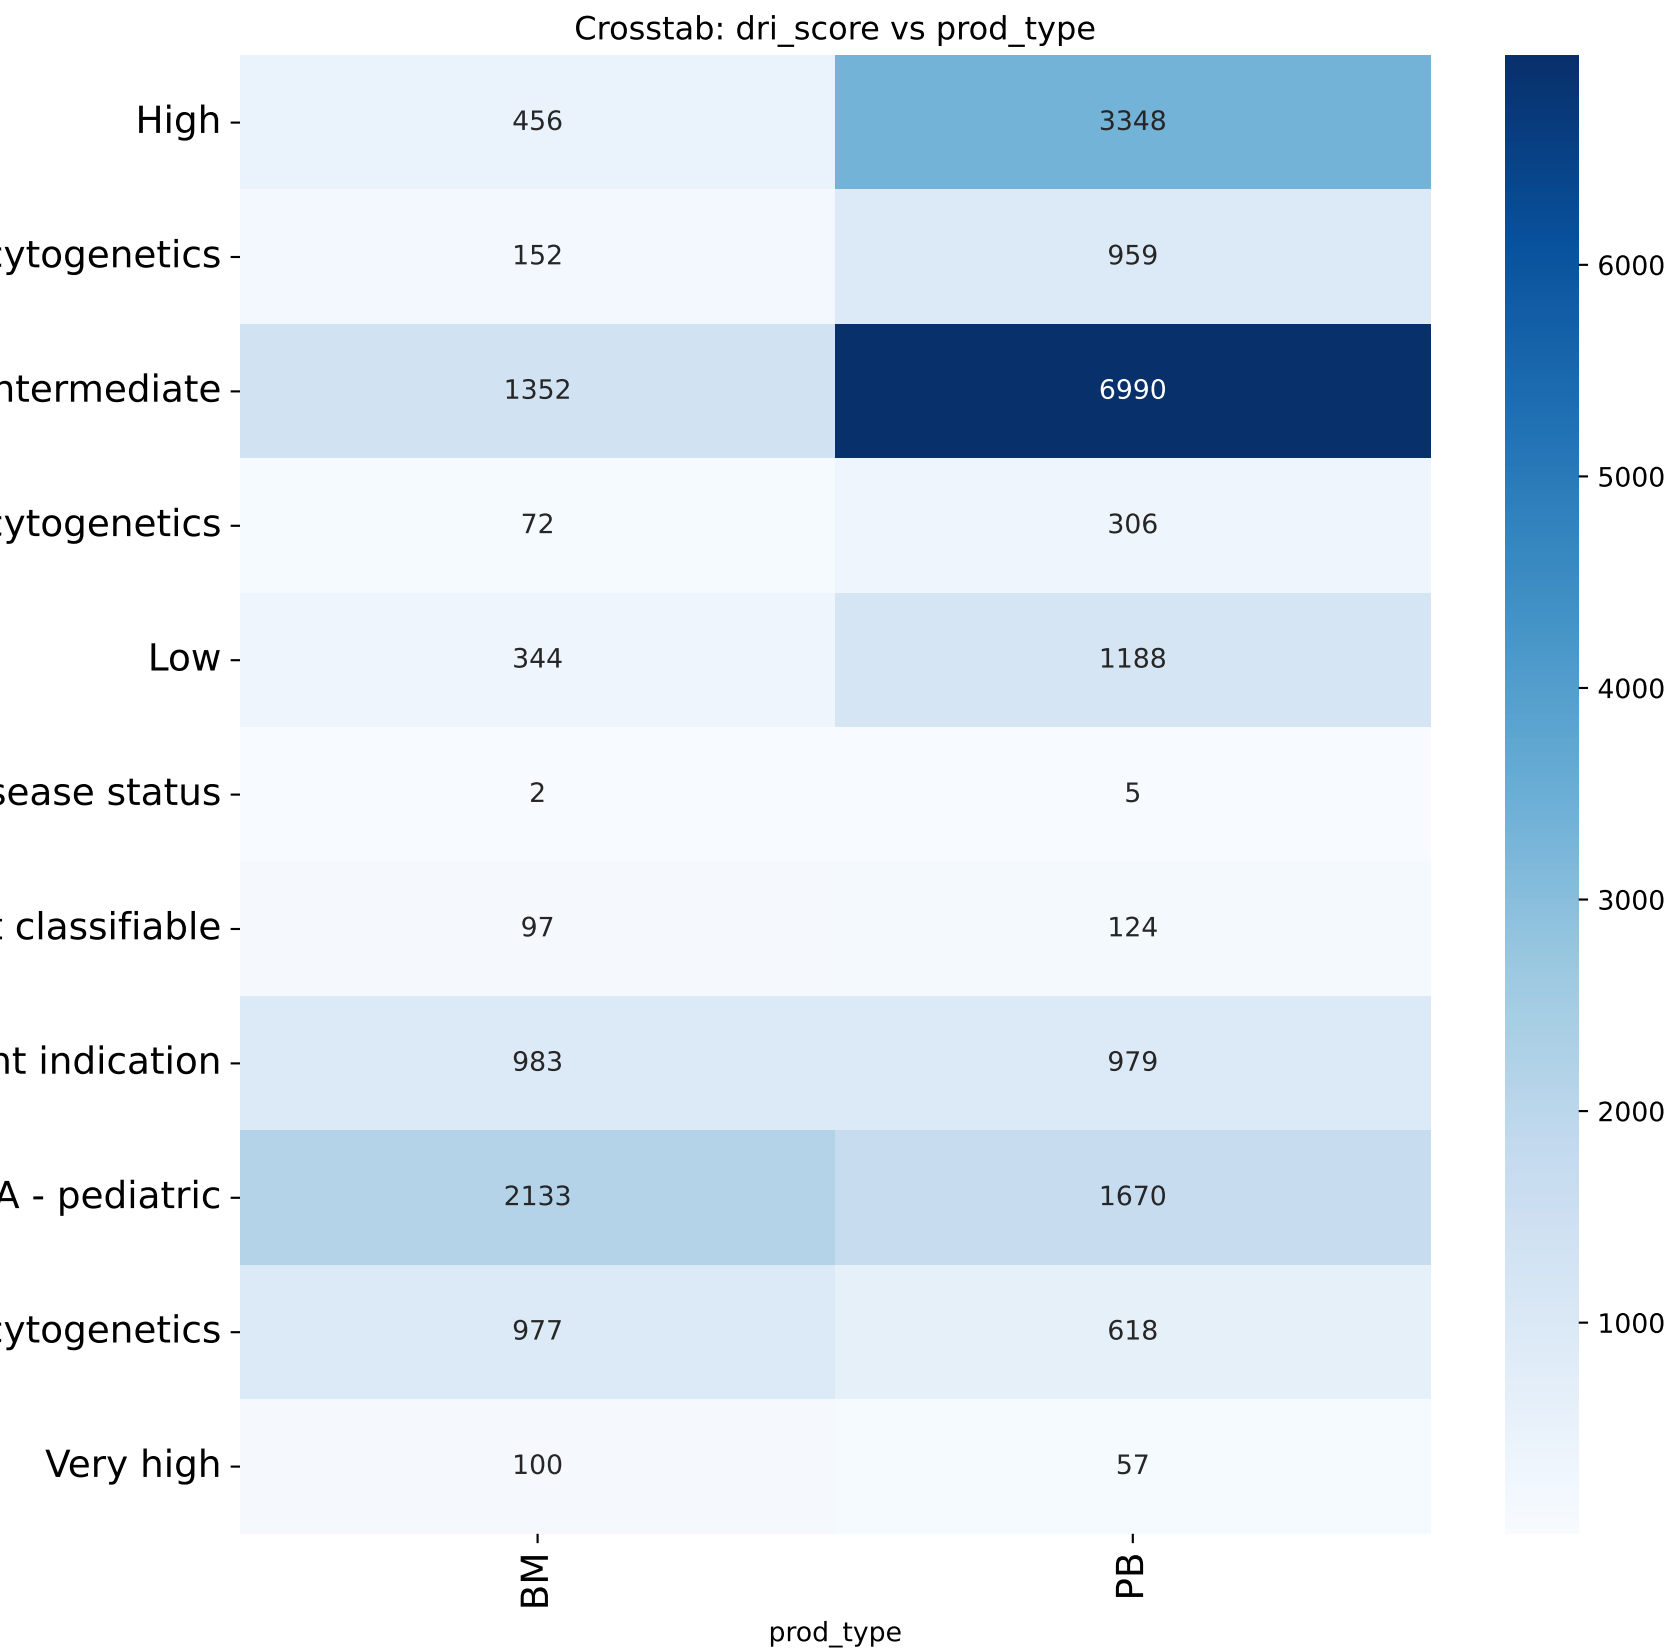 Crosstab: dri_score vs prod_type
High 456 3348
cytogenetics 152 959 6000
ntermediate 1352 6990
5000
cytogenetics 72 306
Low 344 1188 4000
sease status 2 5
t classifiable 97 124 3000
nt indication 983 979
2000
A - pediatric 2133 1670
cytogenetics 977 618 1000
Very high 100 57
BM PB
prod_type